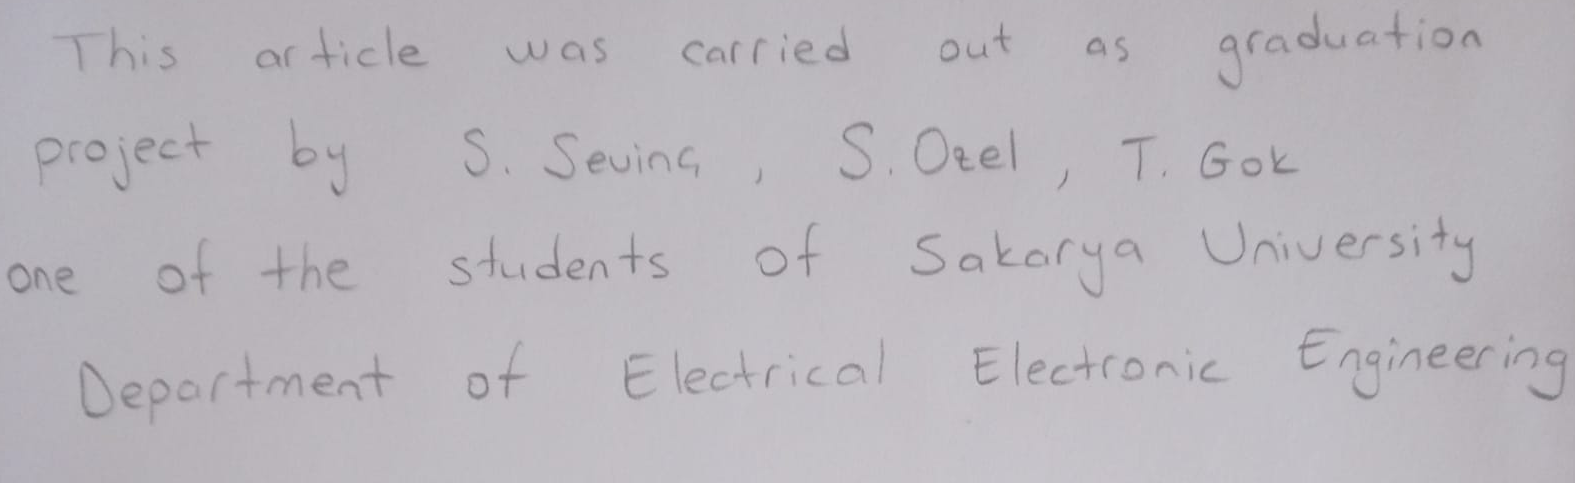 This article was carried out as graduation
project by S. Sevinç, S. Ozel, T. Gok
one of the students of Sakarya University
Department of Electrical Electronic Engineering